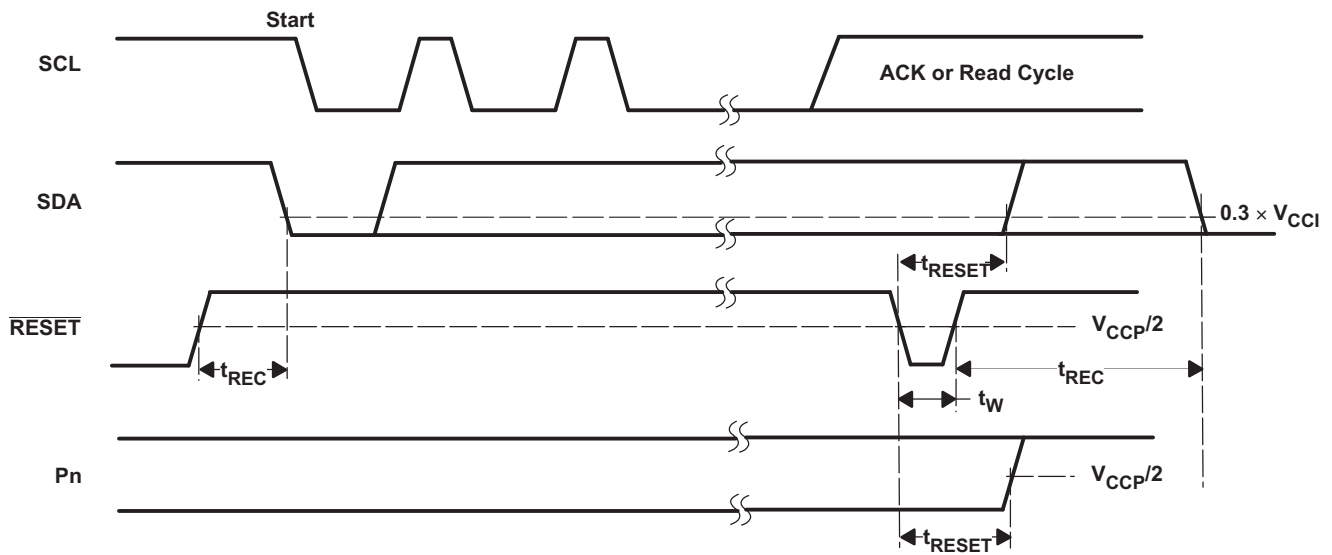 Start
SCL
ACK or Read Cycle
SDA
0.3 × VCCI
tRESET
RESET
VCCP/2
tREC
tREC
tW
Pn
VCCP/2
tRESET